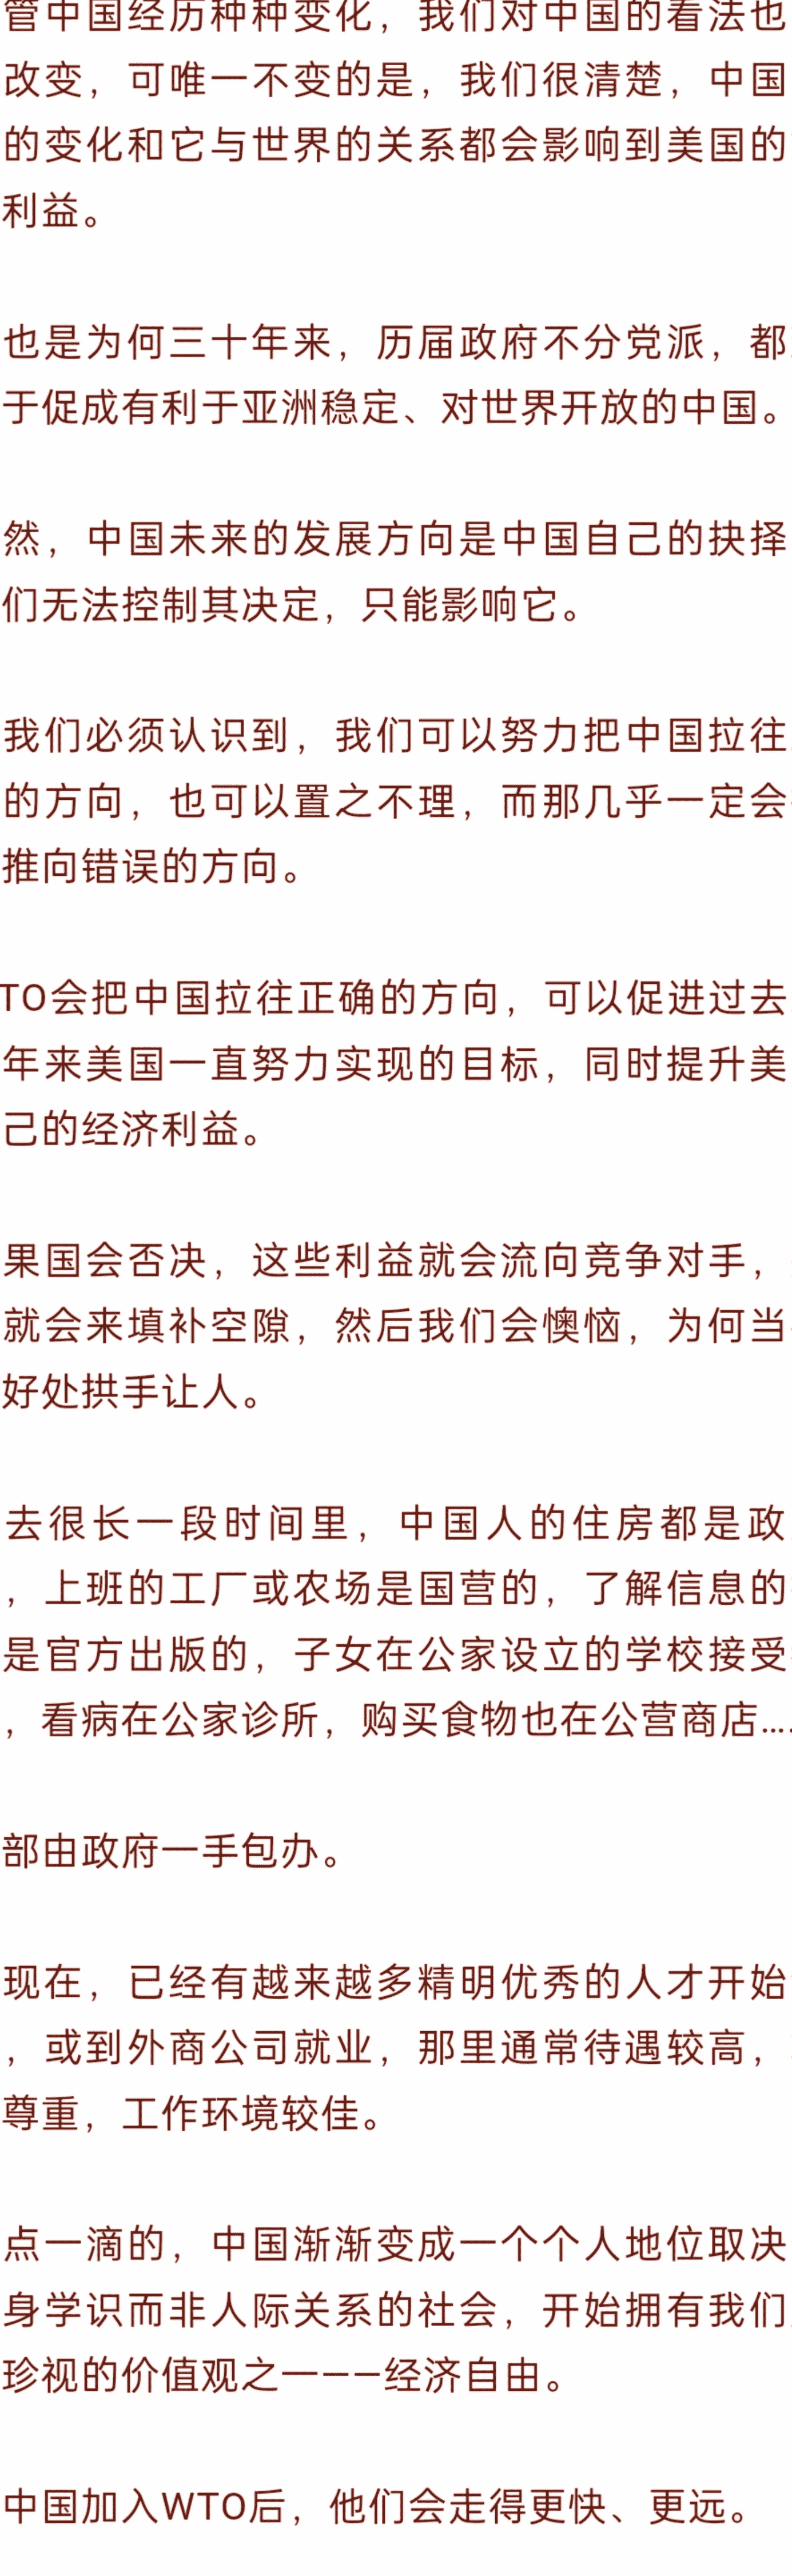 管中国经历种种变化，我们对中国的看法也
改变，可唯一不变的是，我们很清楚，中国
的变化和它与世界的关系都会影响到美国的
利益。
也是为何三十年来，历届政府不分党派，都
于促成有利于亚洲稳定、对世界开放的中国。
然，中国未来的发展方向是中国自己的抉择
们无法控制其决定，只能影响它。
我们必须认识到，我们可以努力把中国拉往
的方向，也可以置之不理，而那几乎一定会
推向错误的方向。
TO会把中国拉往正确的方向，可以促进过去
年来美国一直努力实现的目标，同时提升美
己的经济利益。
果国会否决，这些利益就会流向竞争对手，
就会来填补空隙，然后我们会懊恼，为何当
好处拱手让人。
去很长一段时间里，中国人的住房都是政
，上班的工厂或农场是国营的，了解信息的
是官方出版的，子女在公家设立的学校接受
，看病在公家诊所，购买食物也在公营商店…
部由政府一手包办。
现在，已经有越来越多精明优秀的人才开始
，或到外商公司就业，那里通常待遇较高，
尊重，工作环境较佳。
点一滴的，中国渐渐变成一个个人地位取决
身学识而非人际关系的社会，开始拥有我们
珍视的价值观之一——经济自由。
中国加入WTO后，他们会走得更快、更远。